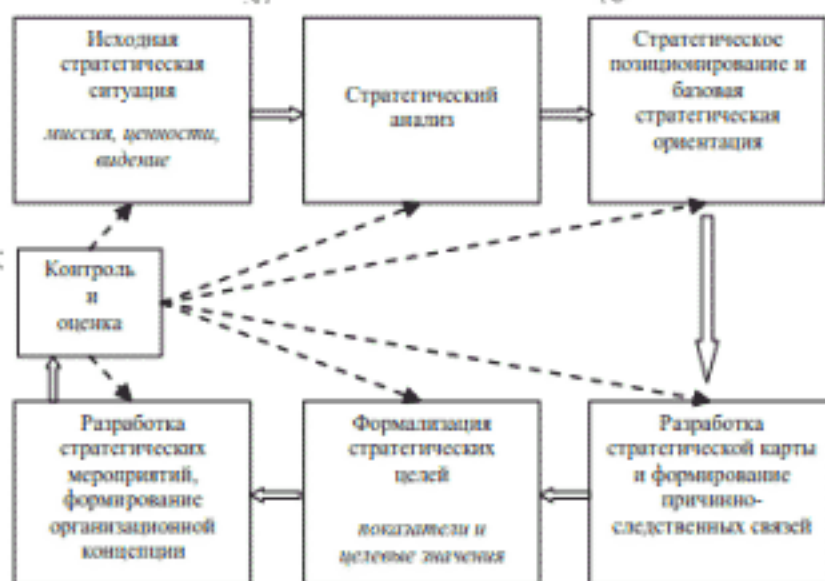 Исходная
стратегическая
ситуация
миссия, ценности,
видение
Стратегический
анализ
Стратегическое
позиционирование и
базовая
стратегическая
ориентация
Контроль
и
оценка
Разработка
стратегических
мероприятий,
формирование
организационной
концепции
Формализация
стратегических
целей
показатели и
целевые значения
Разработка
стратегической карты
и формирование
причинно-
следственных связей